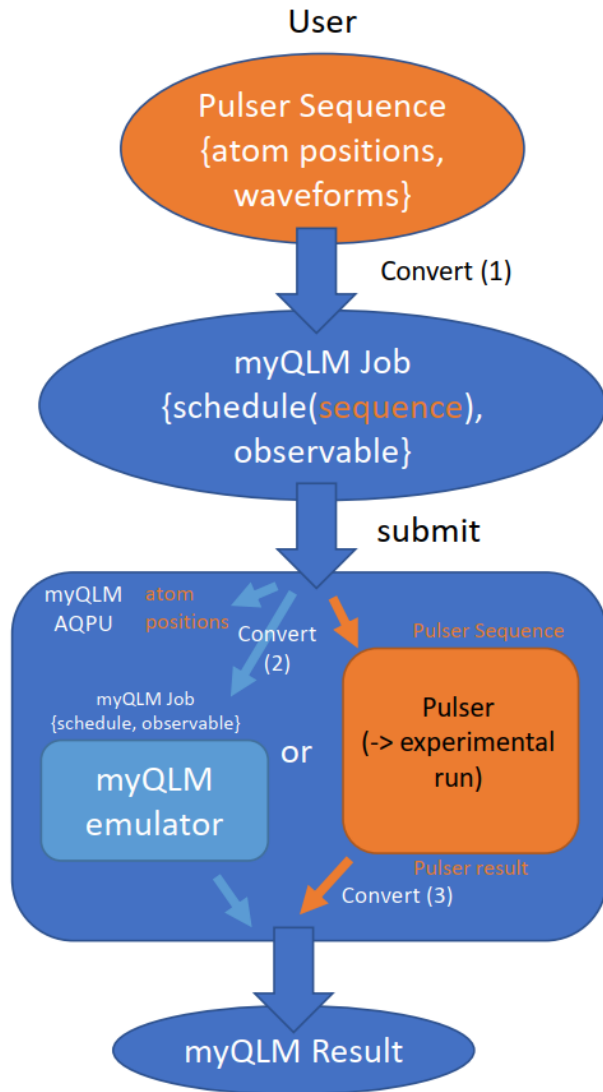 User
Pulser Sequence
{atom positions,
waveforms}
Convert (1)
myQLM Job
{schedule(sequence),
observable}
submit
myQLM
AQPU
atom
positions
Convert
(2)
Pulser Sequence
myQLM Job
{schedule, observable}
myQLM
emulator
or
Pulser
(-> experimental
run)
Pulser result
Convert (3)
myQLM Result